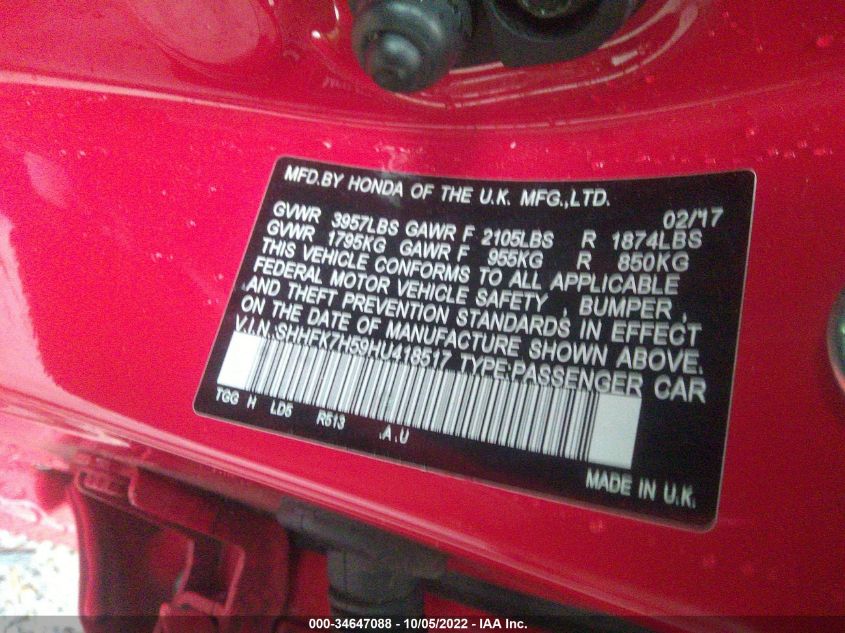 MFD.BY HONDA OF THE U.K. MFG.,LTD.
02/17
GVWR 3957LBS GAWR F 2105LBS R 1874LBS
GVWR 1795KG GAWR F 955KG R 850KG
THIS VEHICLE CONFORMS TO ALL APPLICABLE
FEDERAL MOTOR VEHICLE SAFETY , BUMPER ,
AND THEFT PREVENTION STANDARDS IN EFFECT
ON THE DATE OF MANUFACTURE SHOWN ABOVE.
V.I.N.SHHFK7H59HU418517 TYPE:PASSENGER CAR
TGG H LD5 R513 .A .U
MADE IN U.K.
000-34647088 - 10/05/2022 - IAA Inc.